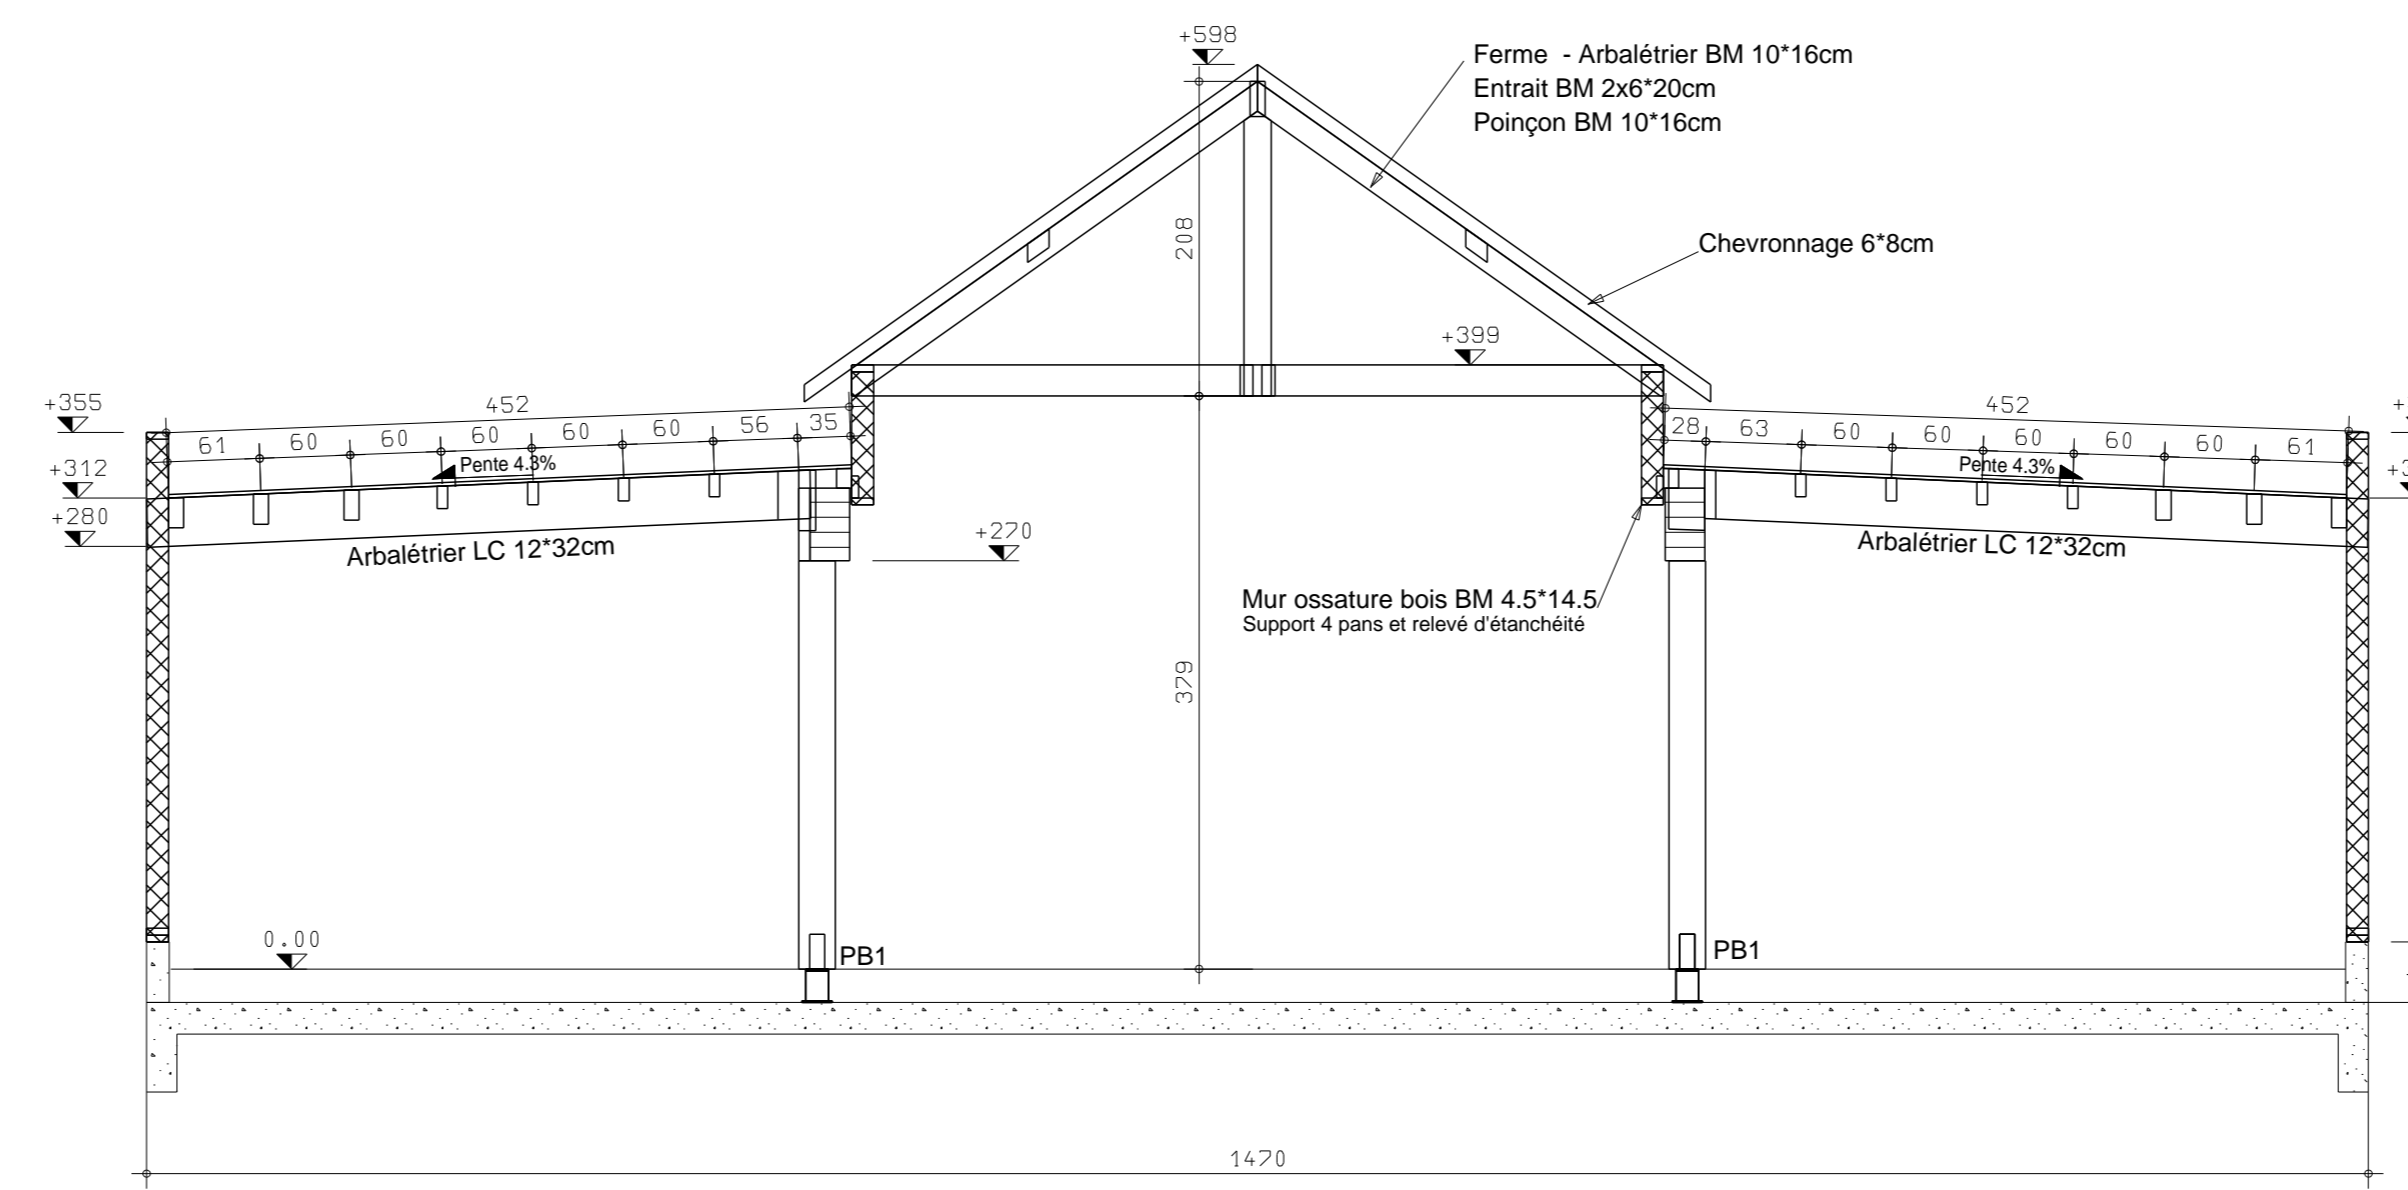 +598
Ferme - Arbalétrier BM 10*16cm
Entrait BM 2x6*20cm
Poinçon BM 10*16cm
208
Chevronnage 6*8cm
+399
+355
452
452
61 60 60 60 60 60 56 35
28 63 60 60 60 60 60 61
+312
Pente 4.3%
Pente 4.3%
+280
+270
Arbalétrier LC 12*32cm
Arbalétrier LC 12*32cm
Mur ossature bois BM 4.5*14.5
Support 4 pans et relevé d'étanchéité
379
0.00
PB1
PB1
1470